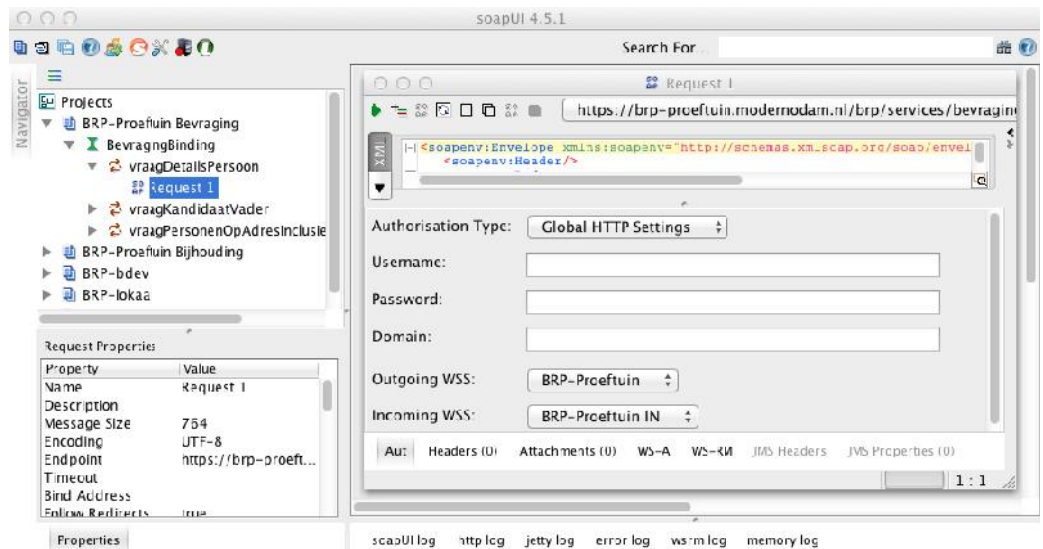 soapUI 4.5.1
Search For...
Navigator
Projects
BRP-Proeftuin Bevraging
BevragngBinding
vraagDetailsPersoon
Request 1
vraagKandidaatVader
vraagPersonenOpAdresInclusie
BRP-Proeftuin Bijhouding
BRP-bdev
BRP-lokaa
Request Properties
Property Value
Name Request 1
Description
Message Size 764
Encoding UTF-8
Endpoint https://brp-proeft...
Timeout
Bind Address
Follow Redirects true
Properties
Request 1
https://brp-proeftuin.modernodam.nl/brp/services/bevraging
XML
<soapenv:Envelope xmlns:soapenv="http://schemas.xmlsoap.org/soap/envel
<soapenv:Header/>
Authorisation Type: Global HTTP Settings
Username:
Password:
Domain:
Outgoing WSS: BRP-Proeftuin
Incoming WSS: BRP-Proeftuin IN
Aut Headers (0) Attachments (0) WS-A WS-RM JMS Headers JMS Properties (0)
1 : 1
soapUI log http log jetty log error log wsrm log memory log